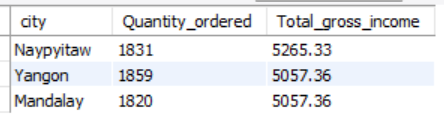 city Quantity_ordered Total_gross_income
Naypyitaw 1831 5265.33
Yangon 1859 5057.36
Mandalay 1820 5057.36